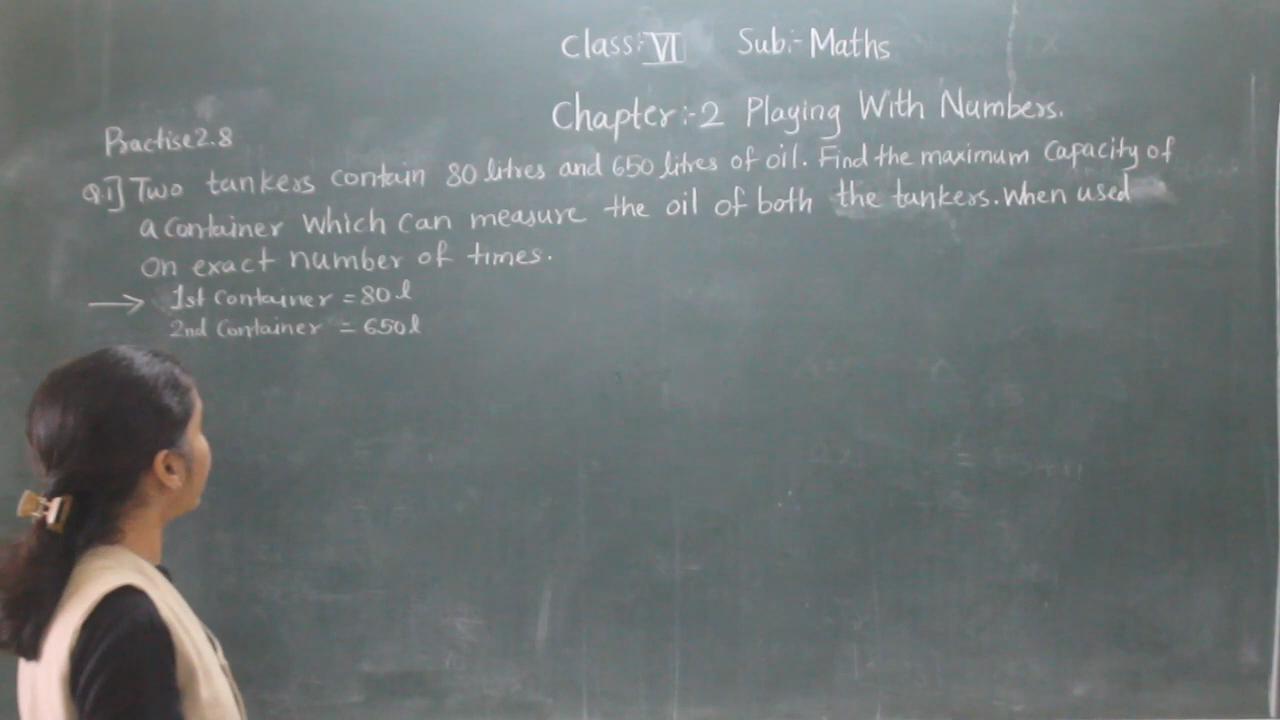 Class:- VI Sub:- Maths
Chapter:-2 Playing With Numbers.
Practise 2.8
Q.1] Two tankers contain 80 litres and 650 litres of oil. Find the maximum Capacity of
a container which can measure the oil of both the tankers. When used
on exact number of times.
→ 1st Container = 80 l
2nd Container = 650 l